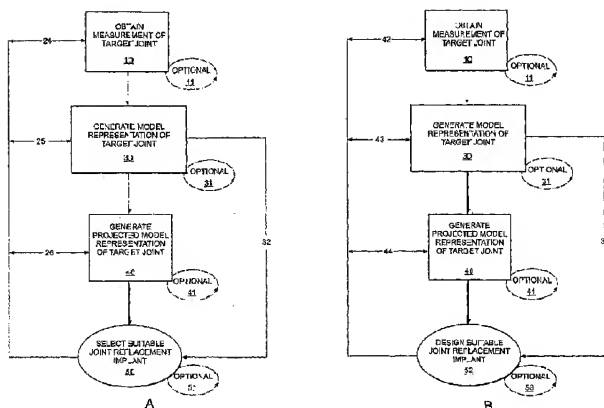 24
OBTAIN
MEASUREMENT OF
TARGET JOINT
10
OPTIONAL
11
25
GENERATE MODEL
REPRESENTATION OF
TARGET JOINT
30
OPTIONAL
31
32
26
GENERATE
PROJECTED MODEL
REPRESENTATION
OF TARGET JOINT
40
OPTIONAL
41
SELECT SUITABLE
JOINT REPLACEMENT
IMPLANT
OPTIONAL
A
42
OBTAIN
MEASUREMENT OF
TARGET JOINT
10
OPTIONAL
11
43
GENERATE MODEL
REPRESENTATION OF
TARGET JOINT
30
OPTIONAL
31
44
GENERATE
PROJECTED MODEL
REPRESENTATION
OF TARGET JOINT
40
OPTIONAL
41
DESIGN SUITABLE
JOINT REPLACEMENT
IMPLANT
52
OPTIONAL
53
B